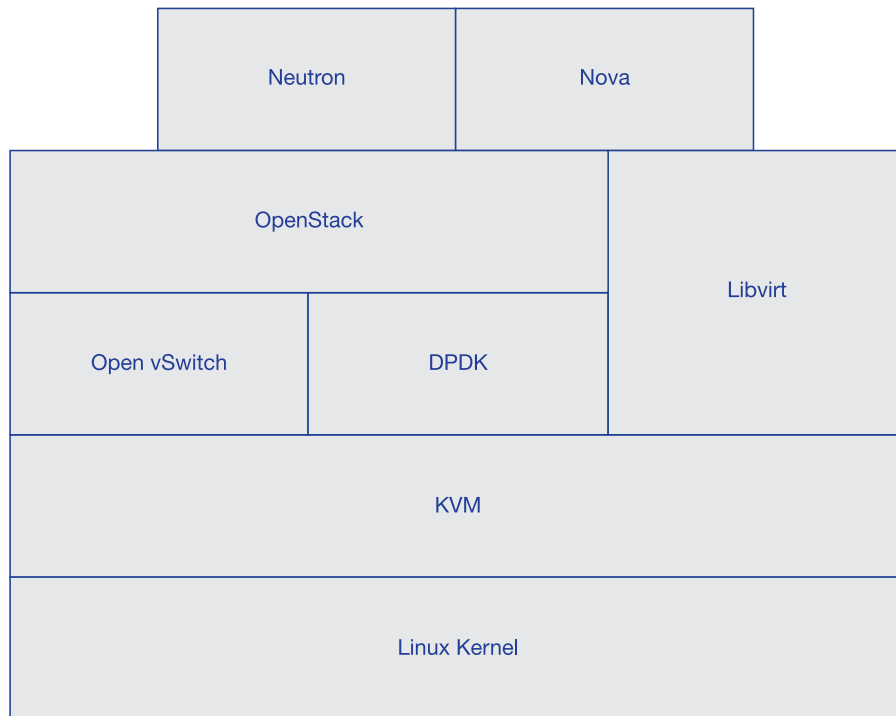 Neutron
Nova
OpenStack
Libvirt
Open vSwitch
DPDK
KVM
Linux Kernel